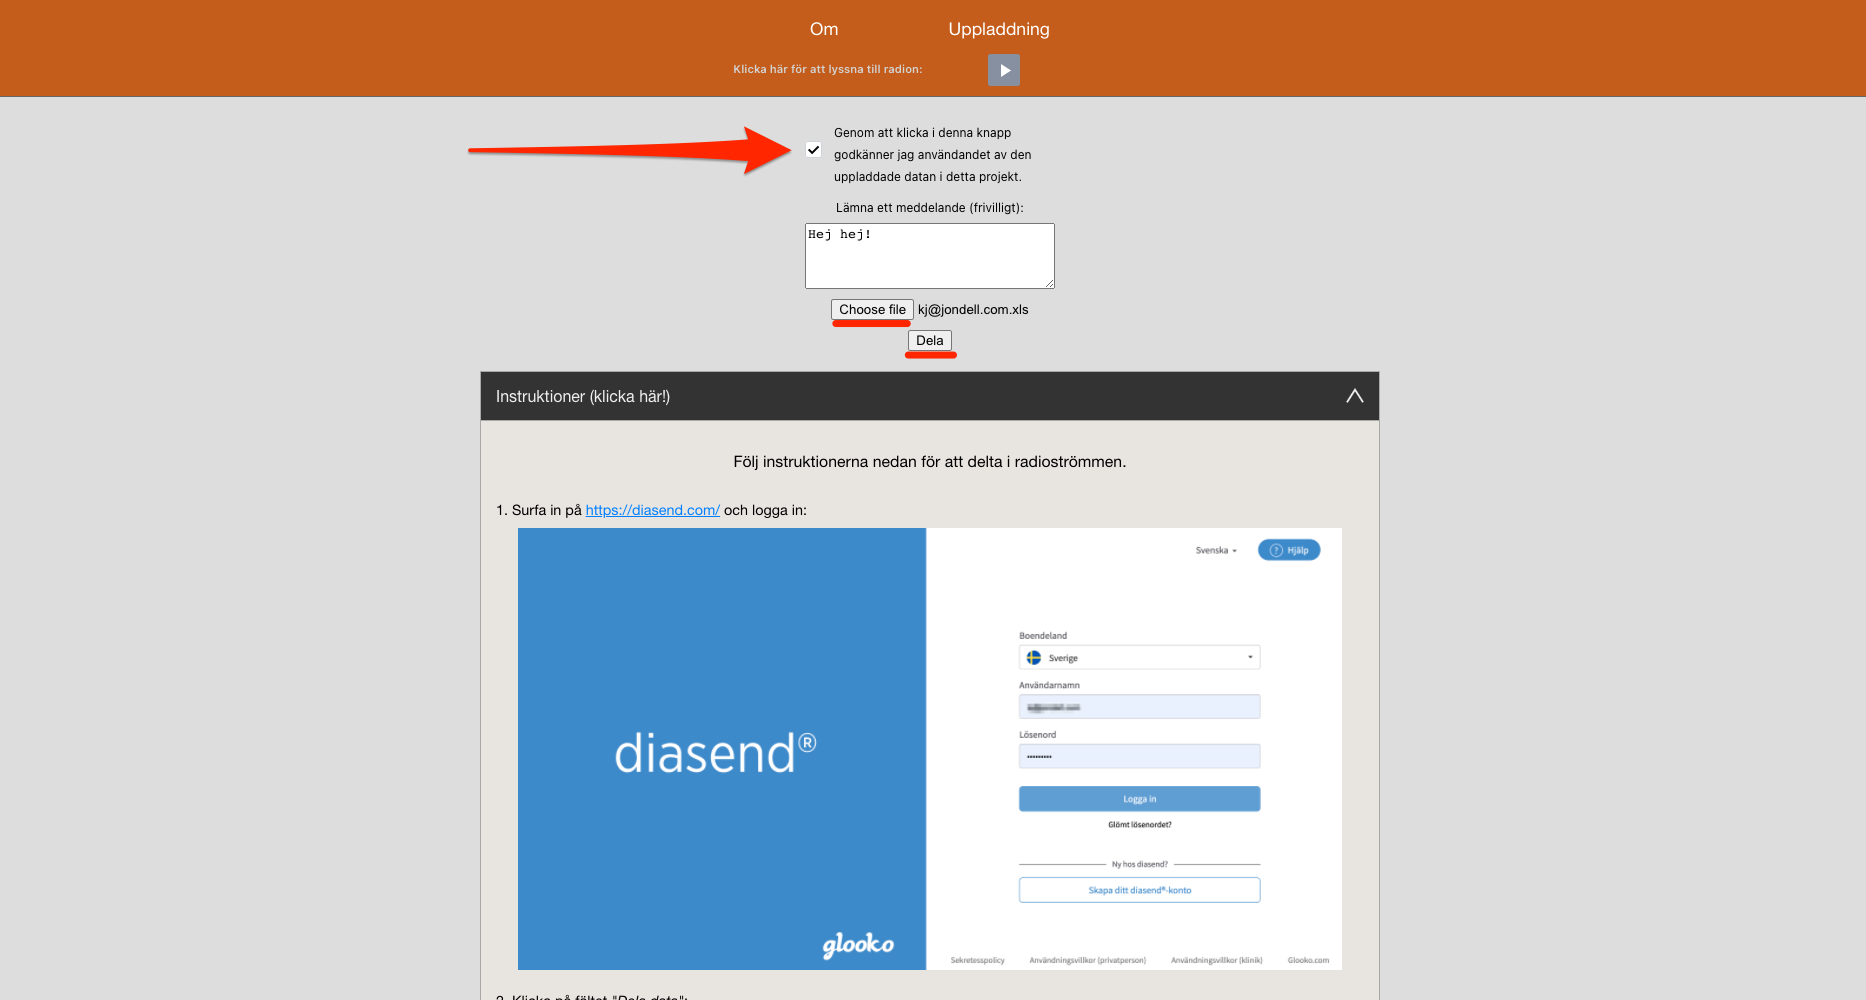 Om
Uppladdning
Klicka här för att lyssna till radion:
Genom att klicka i denna knapp
godkänner jag användandet av den
uppladdade datan i detta projekt.
Lämna ett meddelande (frivilligt):
Hej hej!
Choose file kj@jondell.com.xls
Dela
Instruktioner (klicka här!)
Följ instruktionerna nedan för att delta i radioströmmen.
1. Surfa in på https://diasend.com/ och logga in:
Svenska
? Hjälp
Boendeland
Sverige
Användarnamn
Lösenord
diasend®
Logga in
Glömt lösenordet?
Ny hos diasend?
Skapa ditt diasend®-konto
glooko
Sekretesspolicy Användningsvillkor (privatperson) Användningsvillkor (klinik) Glooko.com
2. Klicka på fältet "Dela data":